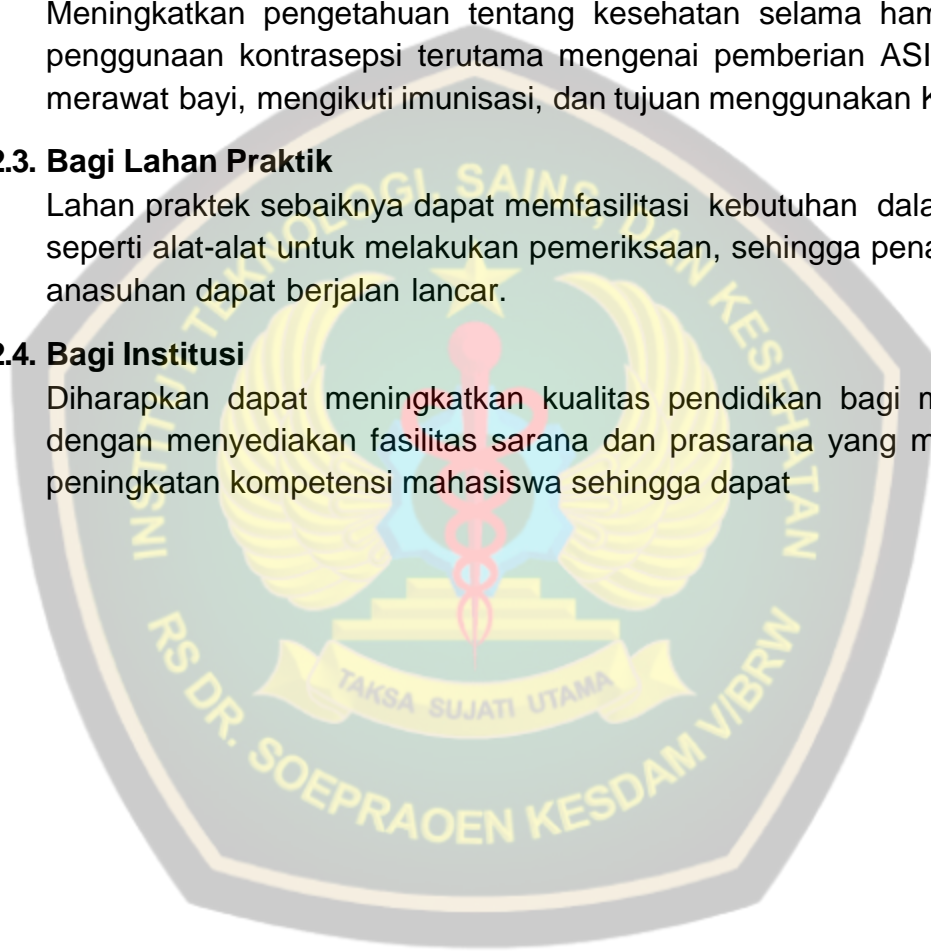 Meningkatkan pengetahuan tentang kesehatan selama
penggunaan kontrasepsi terutama mengenai pemberian ASI
merawat bayi, mengikuti imunisasi, dan tujuan menggunakan
2.3. Bagi Lahan Praktik
Lahan praktek sebaiknya dapat memfasilitasi kebutuhan
seperti alat-alat untuk melakukan pemeriksaan, sehingga
anasuhan dapat berjalan lancar.
2.4. Bagi Institusi
Diharapkan dapat meningkatkan kualitas pendidikan bagi
dengan menyediakan fasilitas sarana dan prasarana yang
peningkatan kompetensi mahasiswa sehingga dapat
INSTITUT TEKNOLOGI, SAINS, DAN KESEHATAN
TAKSA SUJATI UTAMA
RS DR. SOEPRAOEN KESDAM V/BRW